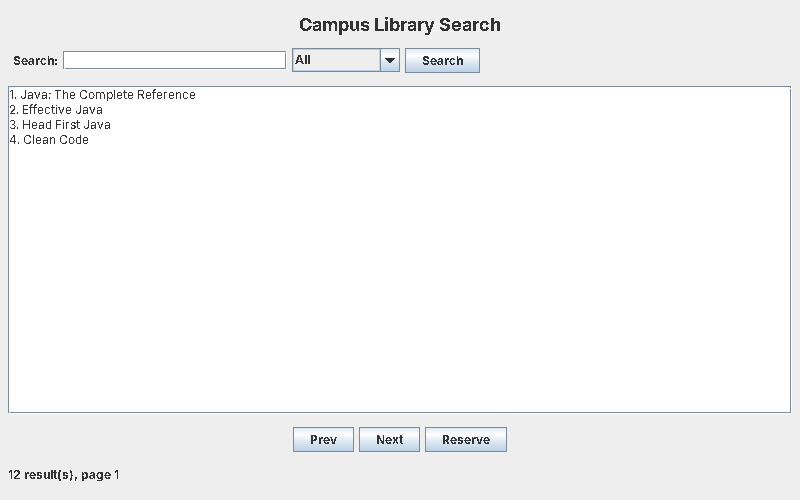 Campus Library Search
Search: All Search
1. Java: The Complete Reference
2. Effective Java
3. Head First Java
4. Clean Code
Prev Next Reserve
12 result(s), page 1